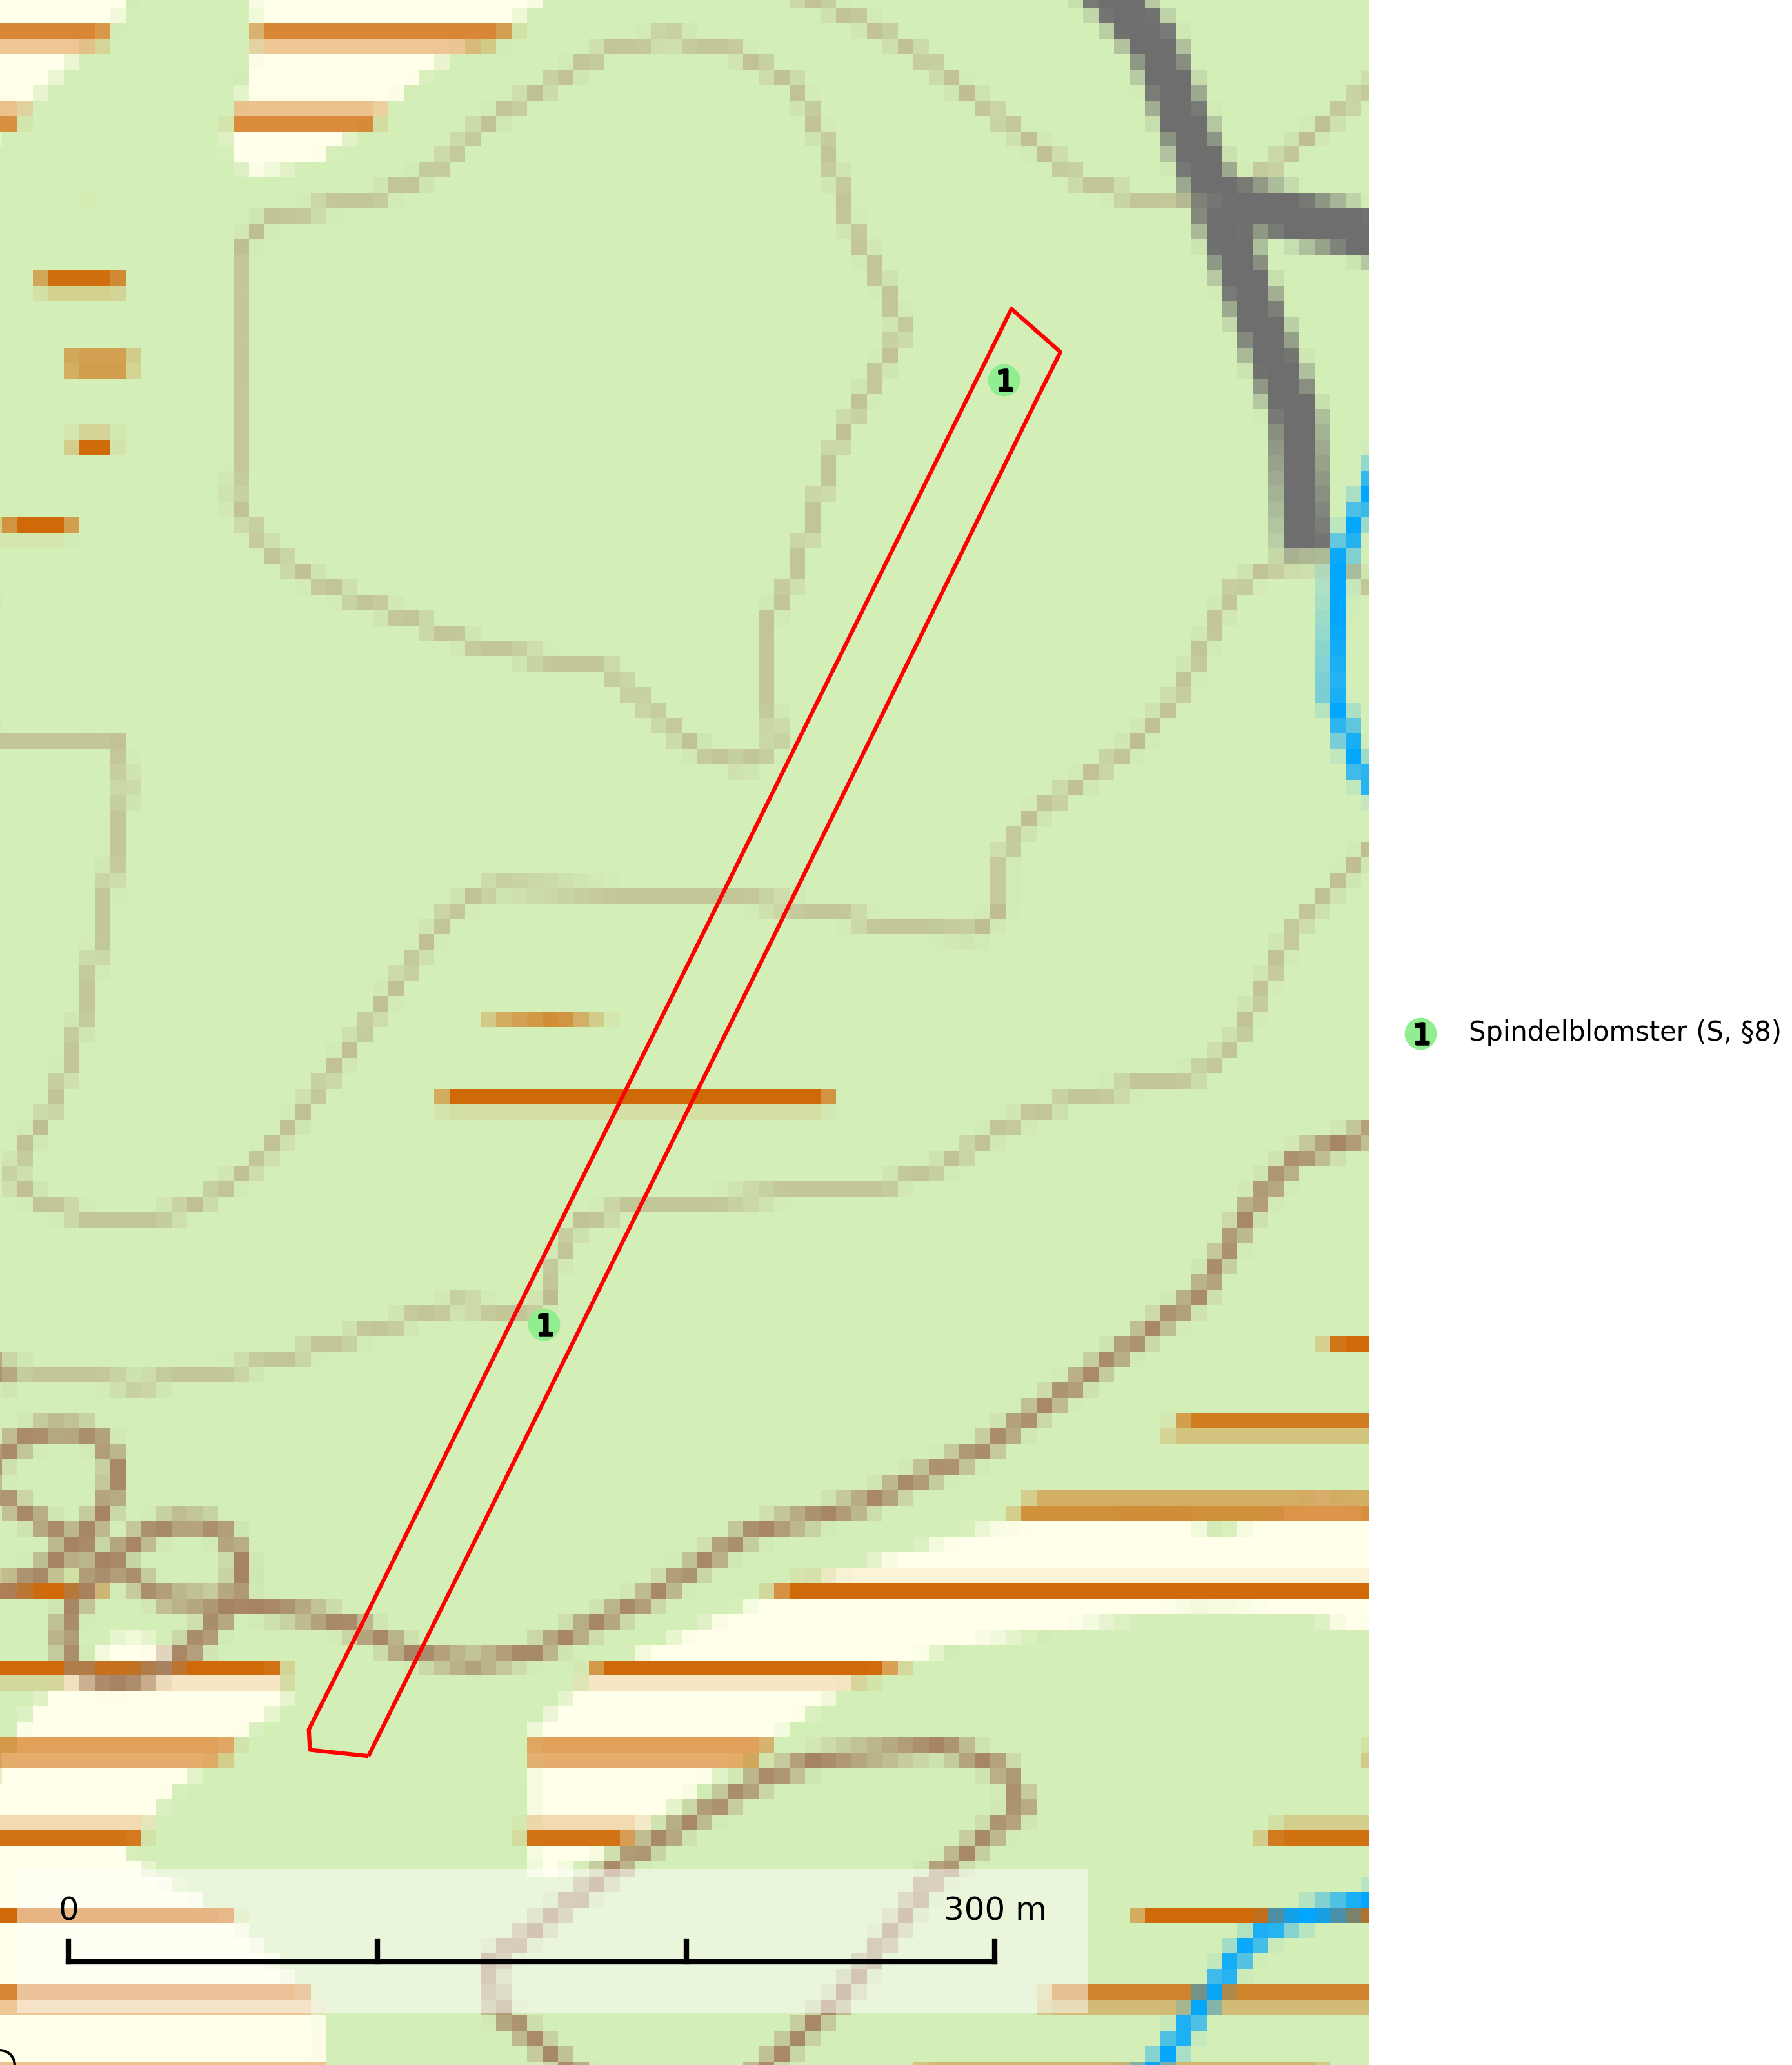 1
1
1 Spindelblomster (S, §8)
0 300 m